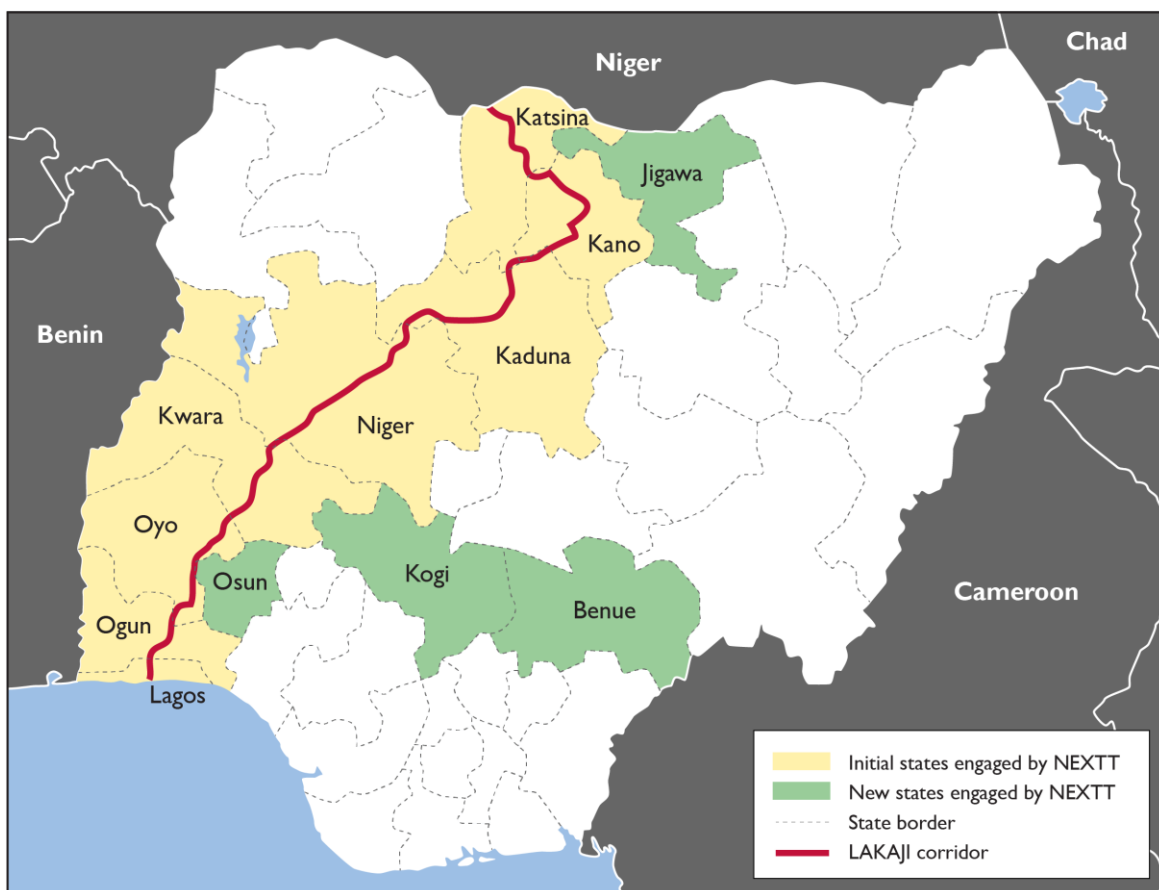 Niger
Chad
Katsina
Jigawa
Kano
Benin
Kaduna
Kwara
Niger
Oyo
Osun
Kogi
Benue
Cameroon
Ogun
Lagos
Initial states engaged by NEXTT
New states engaged by NEXTT
State border
LAKAJI corridor